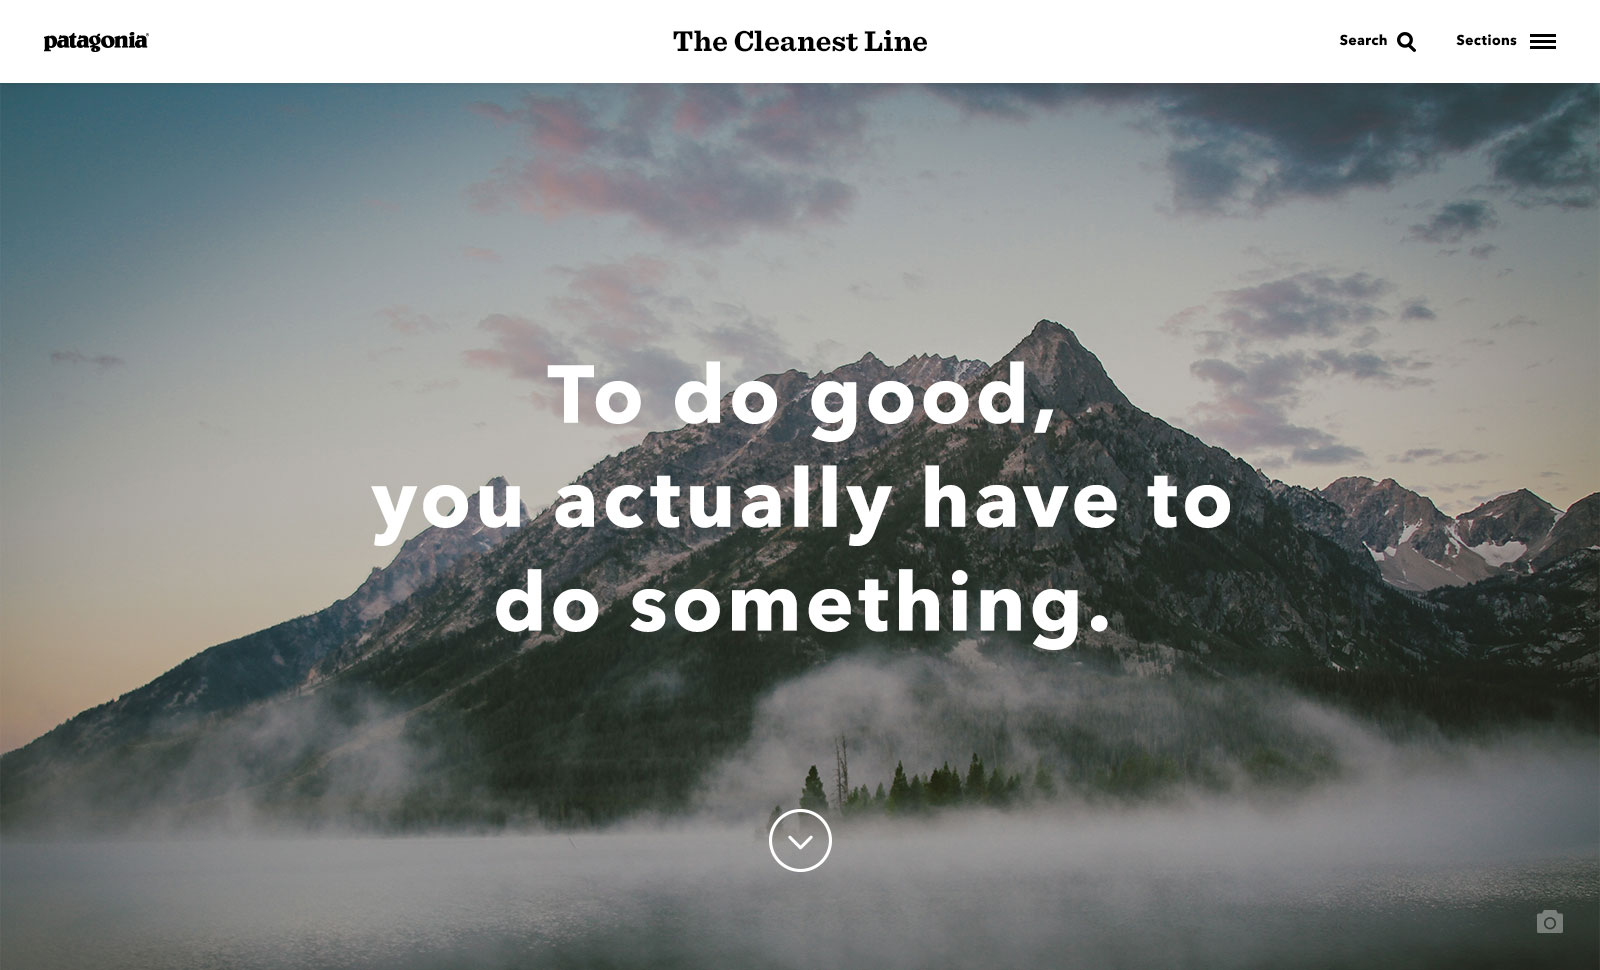 patagonia®
The Cleanest Line
Search
Sections
To do good,
you actually have to
do something.